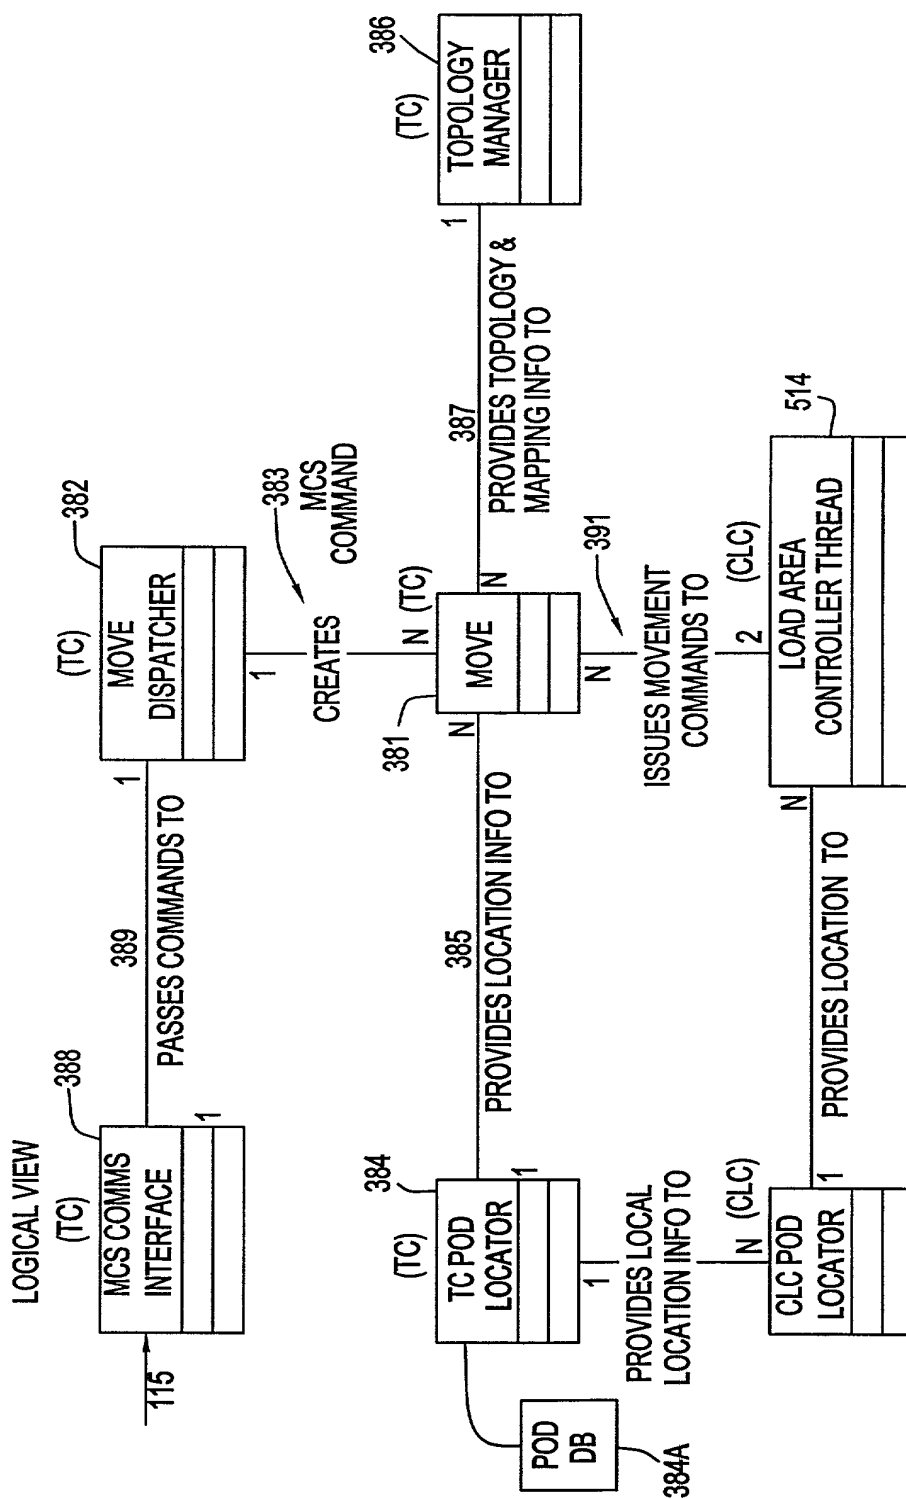 LOGICAL VIEW
(TC)
388
MCS COMMS
INTERFACE
115
1
389
PASSES COMMANDS TO
1
(TC)
382
MOVE
DISPATCHER
1
CREATES
383
MCS
COMMAND
N
(TC)
381
MOVE
N
N
N
384
(TC)
TC POD
LOCATOR
1
385
PROVIDES LOCATION INFO TO
POD
DB
384A
387
PROVIDES TOPOLOGY &
MAPPING INFO TO
1
(TC)
386
TOPOLOGY
MANAGER
1
PROVIDES LOCAL
LOCATION INFO TO
N
(CLC)
CLC POD
LOCATOR
1
PROVIDES LOCATION TO
N
391
ISSUES MOVEMENT
COMMANDS TO
2
(CLC)
514
LOAD AREA
CONTROLLER THREAD